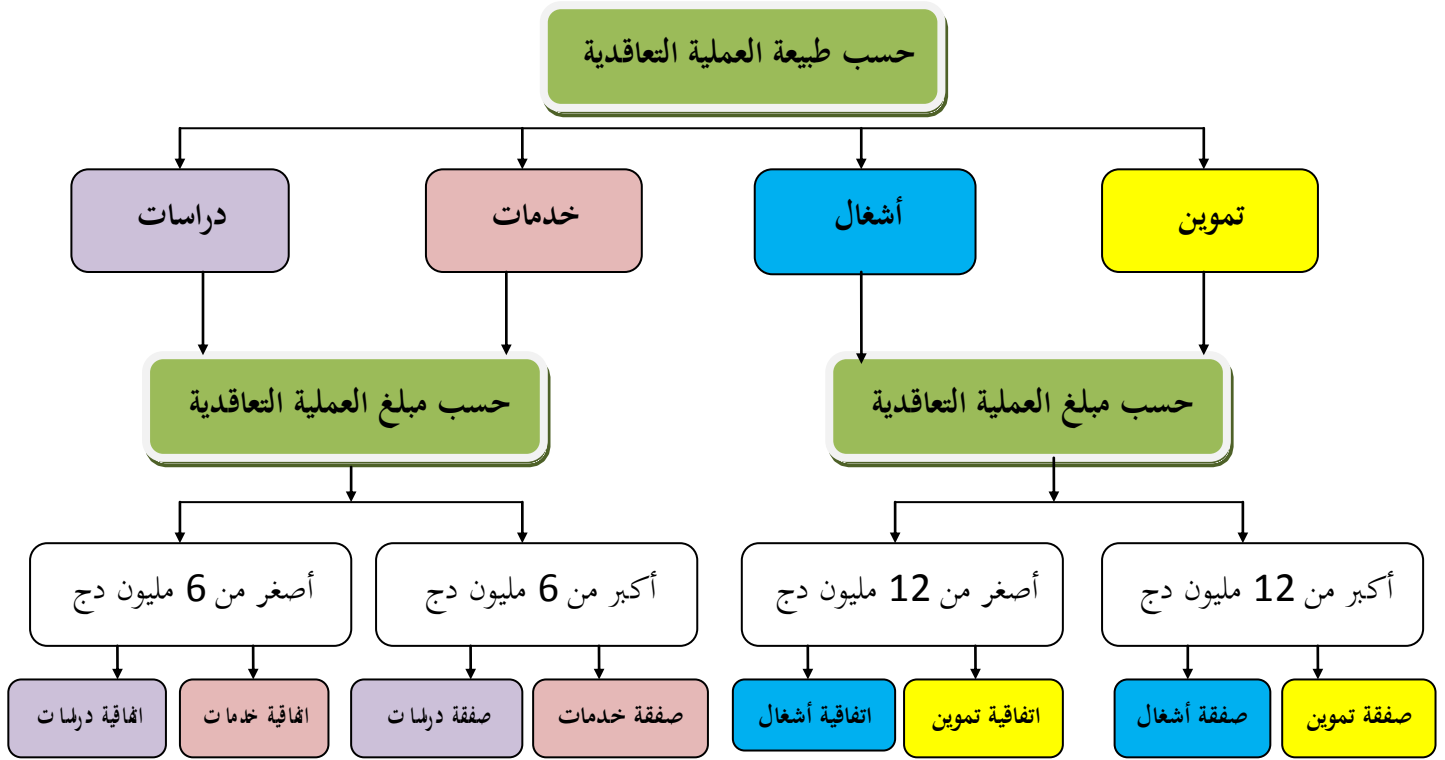 حسب طبيعة العملية التعاقدية
تموين
أشغال
خدمات
دراسات
حسب مبلغ العملية التعاقدية
حسب مبلغ العملية التعاقدية
أكبر من 12 مليون دج
أصغر من 12 مليون دج
أكبر من 6 مليون دج
أصغر من 6 مليون دج
صفقة تموين
صفقة أشغال
اتفاقية تموين
اتفاقية أشغال
صفقة خدمات
صفقة دراسات
اتفاقية خدمات
اتفاقية دراسات